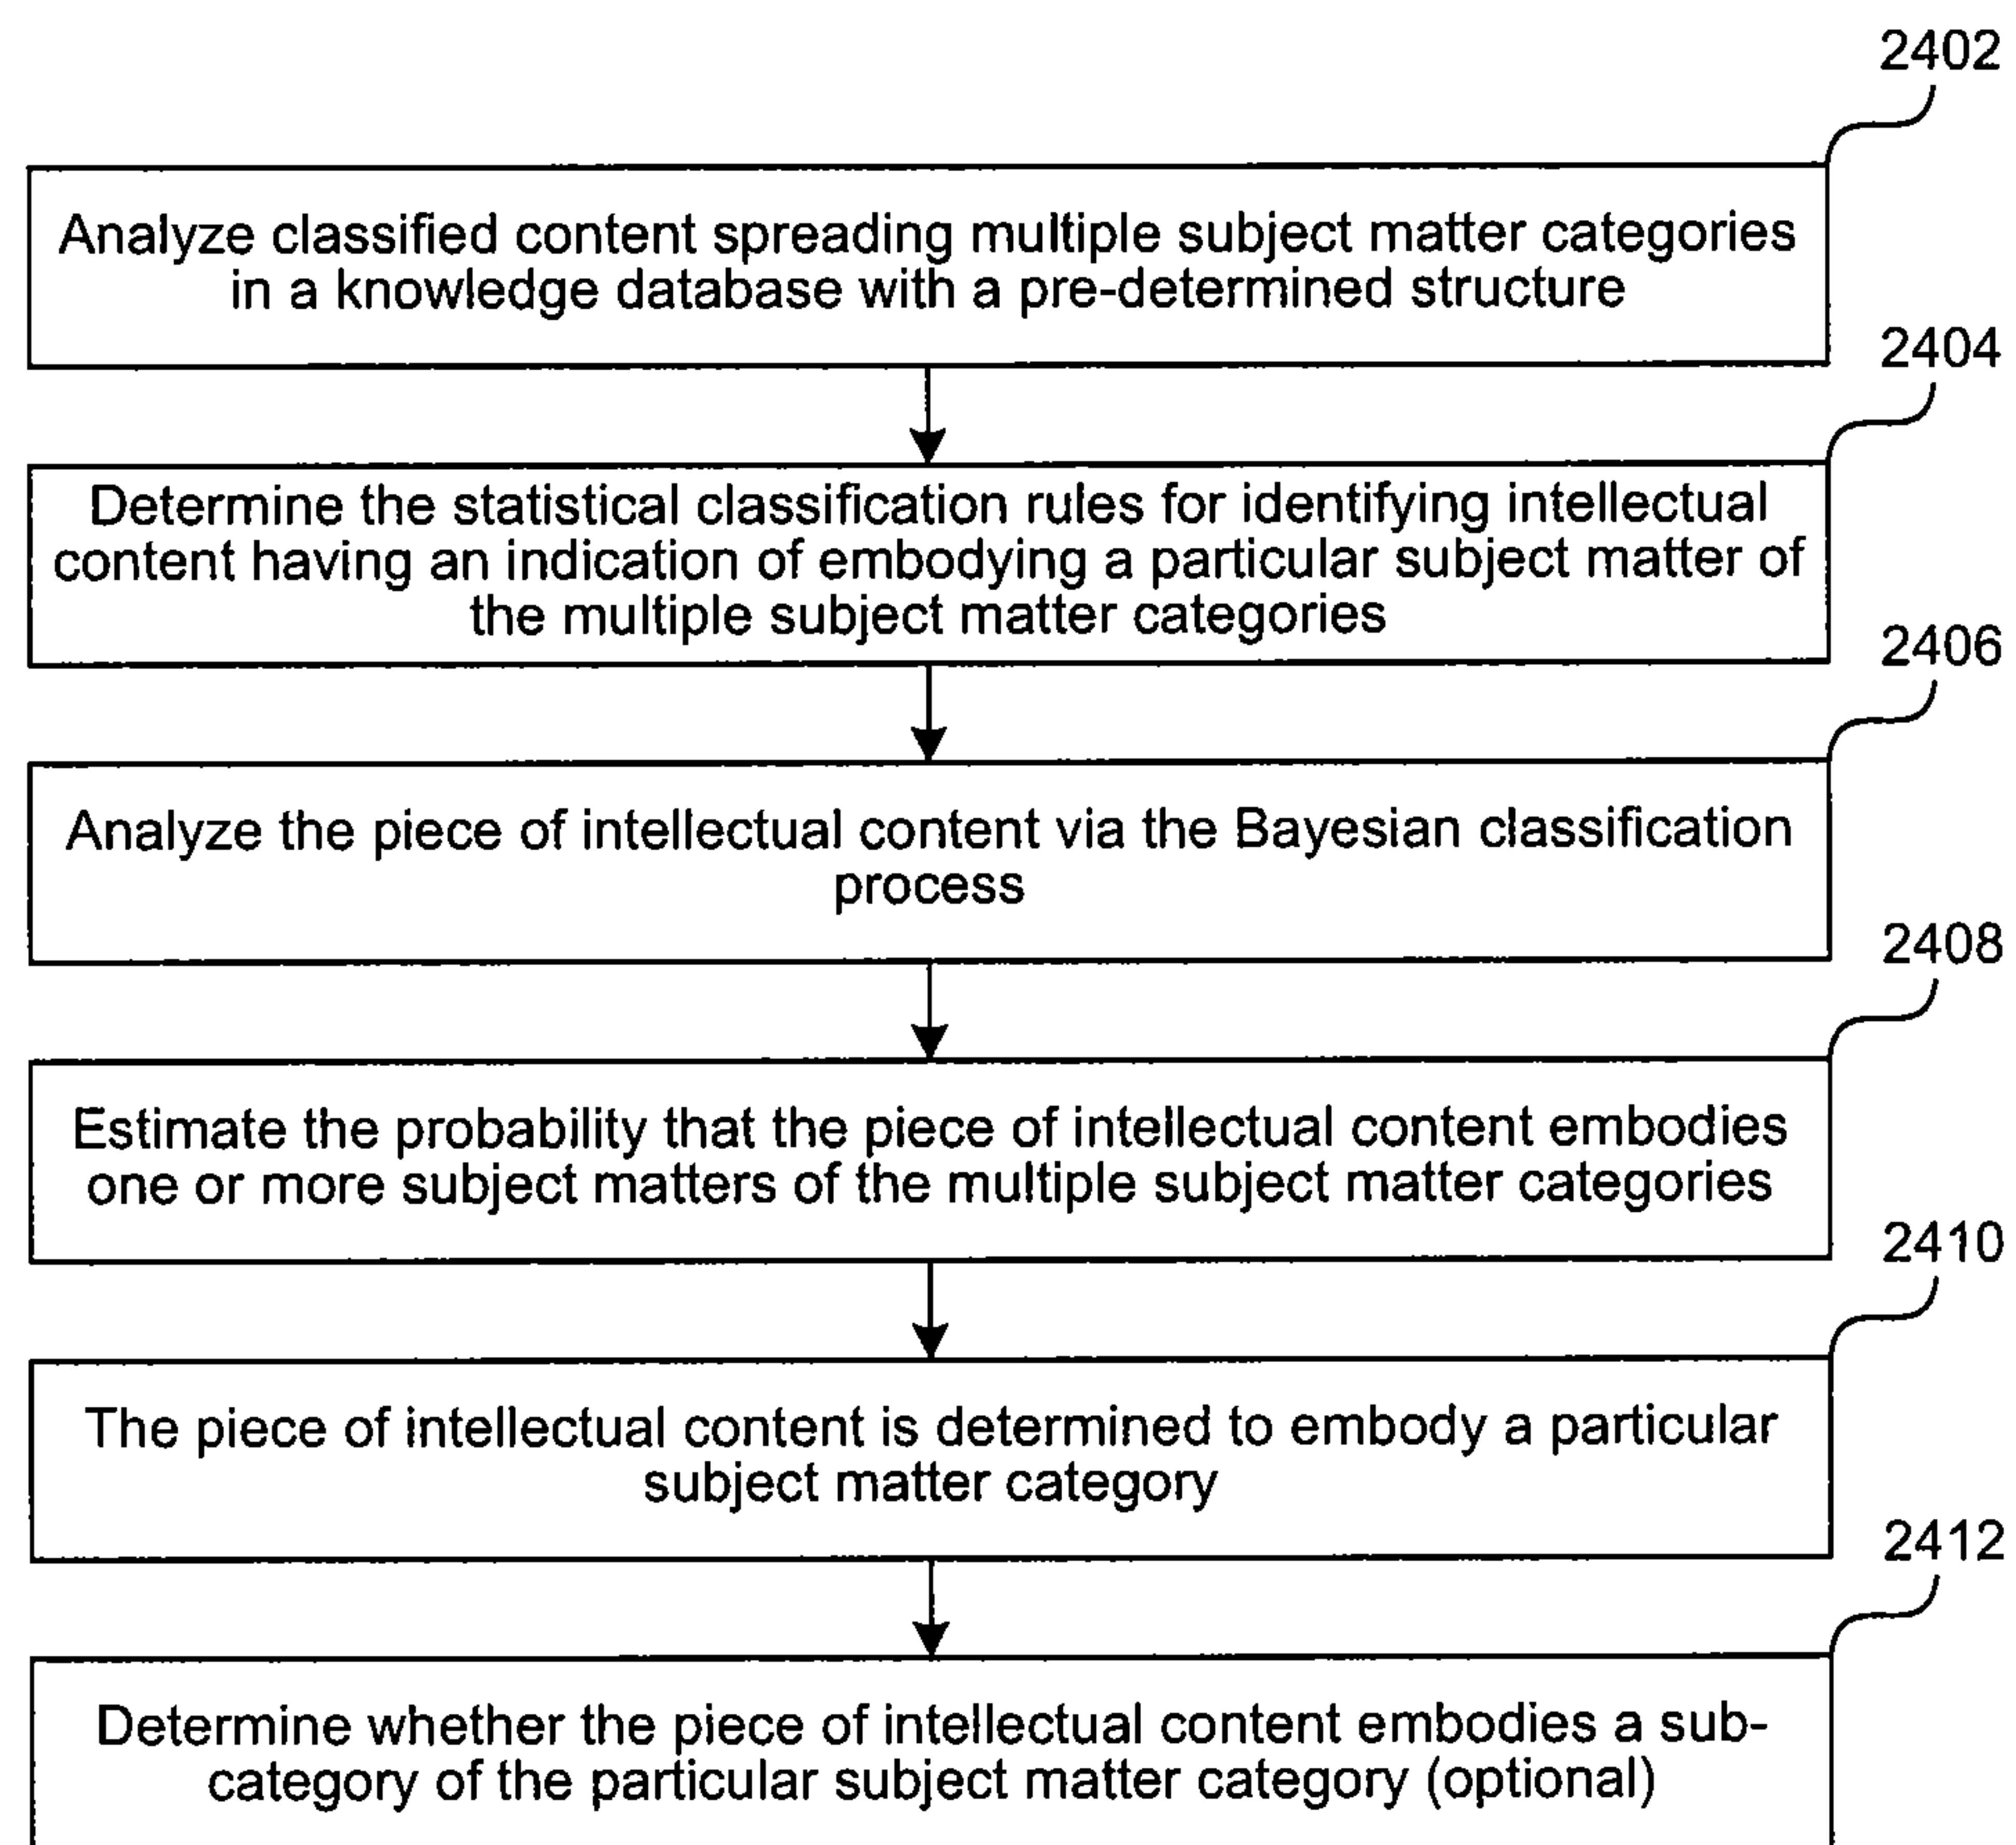 2402
Analyze classified content spreading multiple subject matter categories
in a knowledge database with a pre-determined structure
2404
Determine the statistical classification rules for identifying intellectual
content having an indication of embodying a particular subject matter of
the multiple subject matter categories
2406
Analyze the piece of intellectual content via the Bayesian classification
process
2408
Estimate the probability that the piece of intellectual content embodies
one or more subject matters of the multiple subject matter categories
2410
The piece of intellectual content is determined to embody a particular
subject matter category
2412
Determine whether the piece of intellectual content embodies a sub-
category of the particular subject matter category (optional)